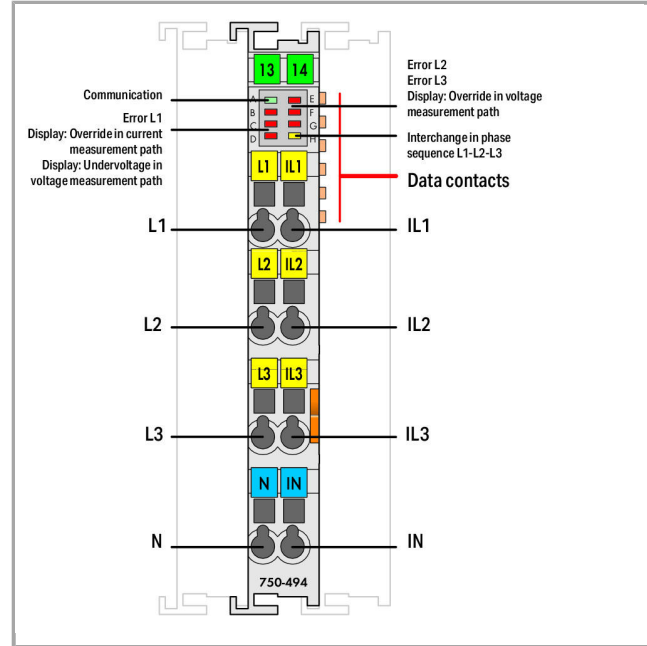 13 14
Communication
Error L1
Display: Override in current
measurement path
Display: Undervoltage in
voltage measurement path
A
B
C
D
E
F
G
H
Error L2
Error L3
Display: Override in voltage
measurement path
Interchange in phase
sequence L1-L2-L3
Data contacts
L1 IL1
L1
IL1
L2 IL2
L2
IL2
L3 IL3
L3
IL3
N IN
N
IN
750-494